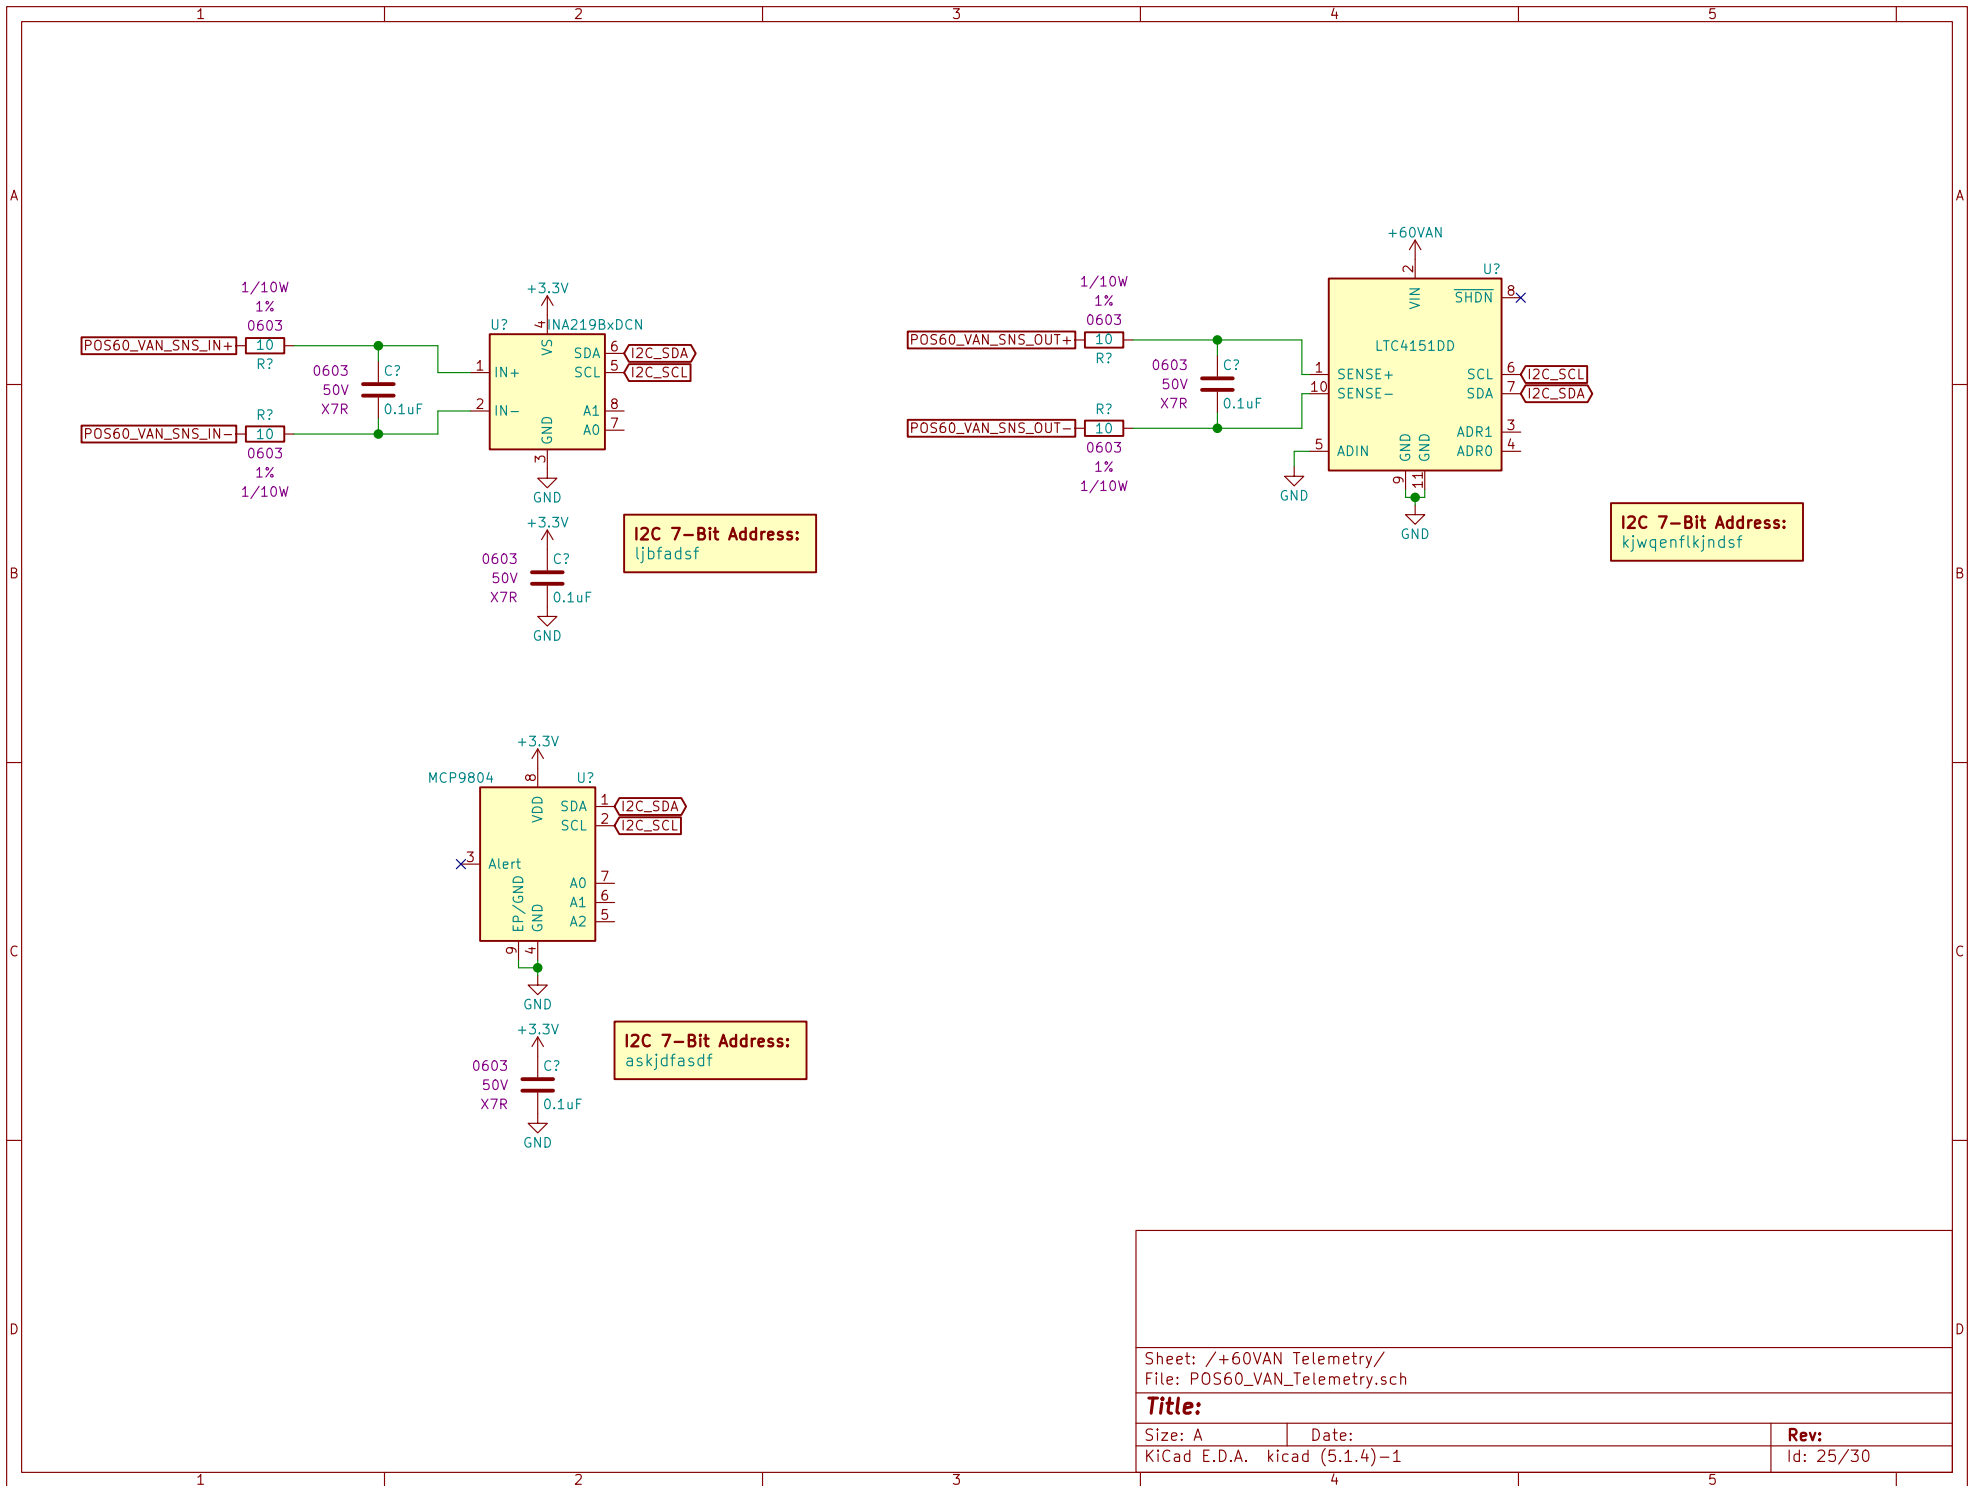 1 2 3 4 5
A A
B B
C C
D D
1/10W
1%
0603
POS60_VAN_SNS_IN+
10
R?
0603
50V
X7R
C?
0.1uF
POS60_VAN_SNS_IN-
R?
10
0603
1%
1/10W
+3.3V
U?
INA219BxDCN
4
VS
1 IN+
2 IN-
SDA 6 I2C_SDA
SCL 5 I2C_SCL
A1 8
A0 7
GND
3
GND
+3.3V
0603
50V
X7R
C?
0.1uF
GND
I2C 7-Bit Address:
ljbfadsf
1/10W
1%
0603
POS60_VAN_SNS_OUT+
10
R?
0603
50V
X7R
C?
0.1uF
POS60_VAN_SNS_OUT-
R?
10
0603
1%
1/10W
+60VAN
U?
2
VIN
SHDN 8
LTC4151DD
1 SENSE+
10 SENSE-
5 ADIN
SCL 6 I2C_SCL
SDA 7 I2C_SDA
ADR1 3
ADR0 4
GND GND
9 11
GND
GND
I2C 7-Bit Address:
kjwqenflkjndsf
+3.3V
MCP9804
U?
8
VDD
SDA 1 I2C_SDA
SCL 2 I2C_SCL
3 Alert
A0 7
A1 6
A2 5
EP/GND GND
9 4
GND
+3.3V
0603
50V
X7R
C?
0.1uF
GND
I2C 7-Bit Address:
askjdfasdf
Sheet: /+60VAN Telemetry/
File: POS60_VAN_Telemetry.sch
Title:
Size: A Date: Rev:
KiCad E.D.A. kicad (5.1.4)-1 Id: 25/30
1 2 3 4 5